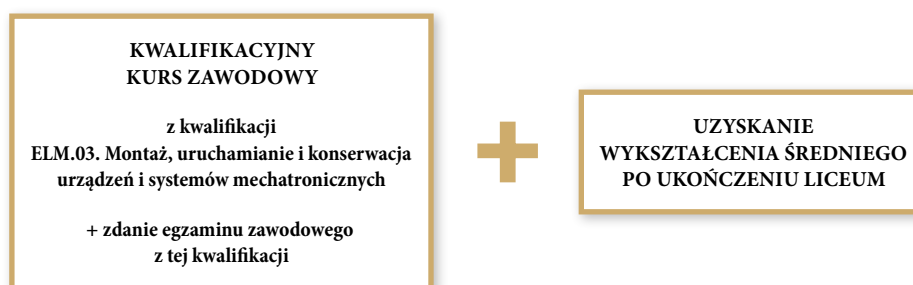 KWALIFIKACYJNY
KURS ZAWODOWY
z kwalifikacji
ELM.03. Montaż, uruchamianie i konserwacja
urządzeń i systemów mechatronicznych
+ zdanie egzaminu zawodowego
z tej kwalifikacji
+
UZYSKANIE
WYKSZTAŁCENIA ŚREDNIEGO
PO UKOŃCZENIU LICEUM